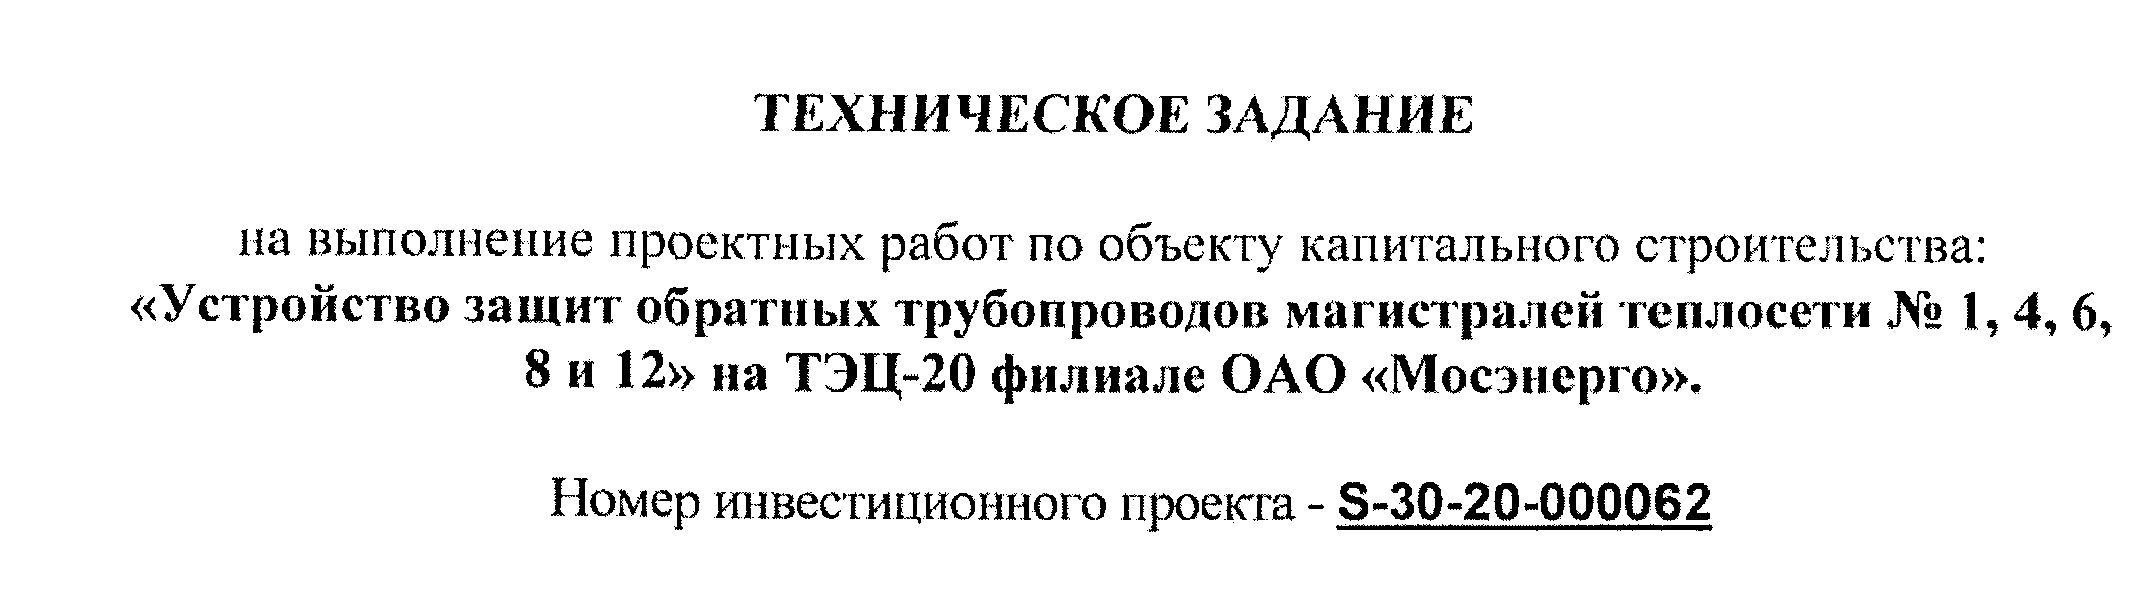 ТЕХНИЧЕСКОЕ ЗАДАНИЕ
на выполнение проектных работ по объекту капитального строительства:
«Устройство защит обратных трубопроводов магистралей теплосети № 1, 4, 6,
8 и 12» на ТЭЦ-20 филиале ОАО «Мосэнерго».
Номер инвестиционного проекта - S-30-20-000062